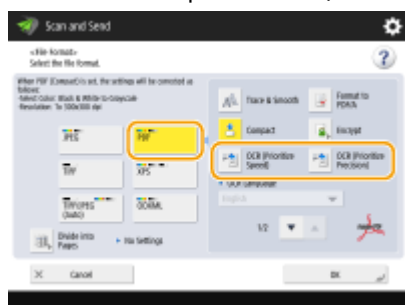 Scan and Send
<File Format>
Select the file format.
?
When PDF (Compact) is set, the settings will be corrected as
follows:
-Select Color: Black & White to Grayscale
-Resolution: To 300x300 dpi
JPEG
PDF
TIFF
XPS
TIFF/JPEG
(Auto)
OOXML
Divide into
Pages
No Settings
Trace & Smooth
Format to
PDF/A
Compact
Encrypt
OCR (Prioritize
Speed)
OCR (Prioritize
Precision)
OCR Language
English
1/2
Cancel
OK